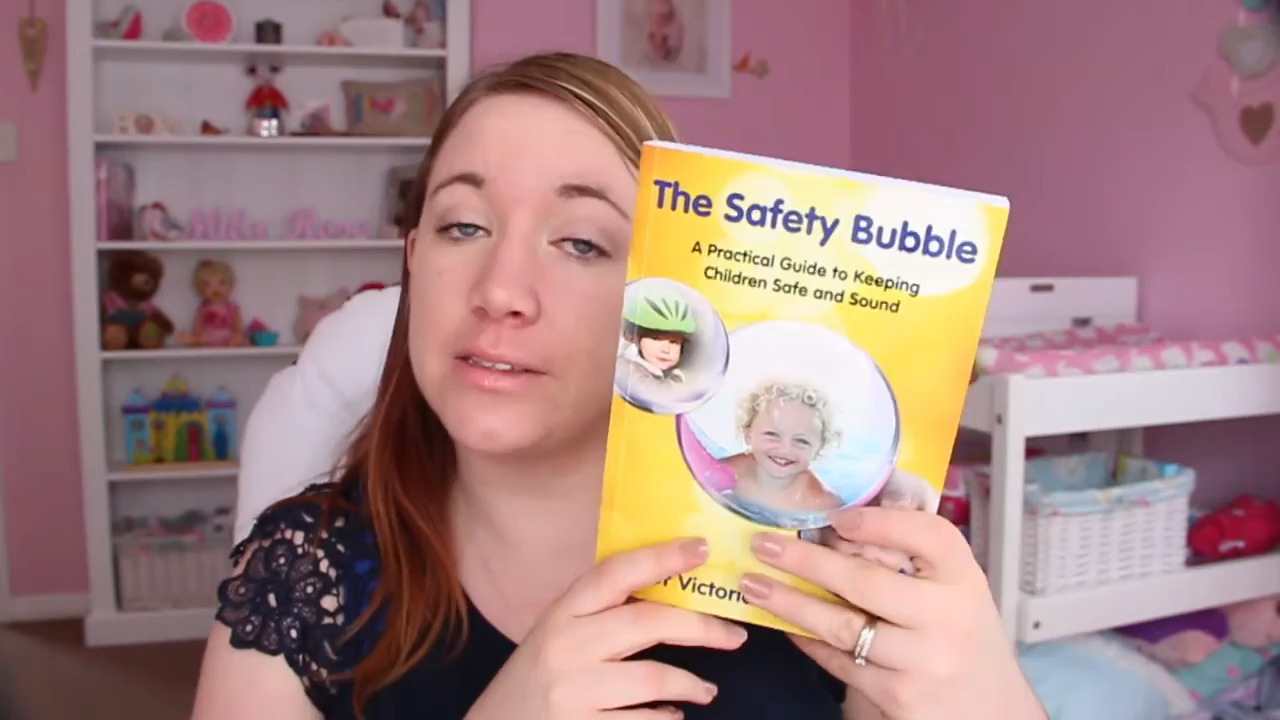 The Safety Bubble
A Practical Guide to Keeping
Children Safe and Sound